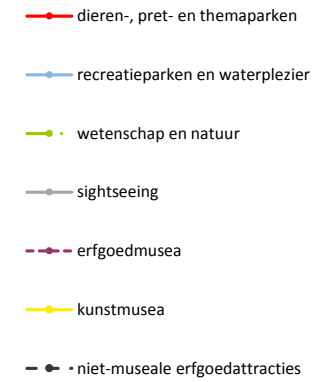 dieren-, pret- en themaparken
recreatieparken en waterplezier
wetenschap en natuur
sightseeing
erfgoedmusea
kunstmusea
niet-museale erfgoedattracties